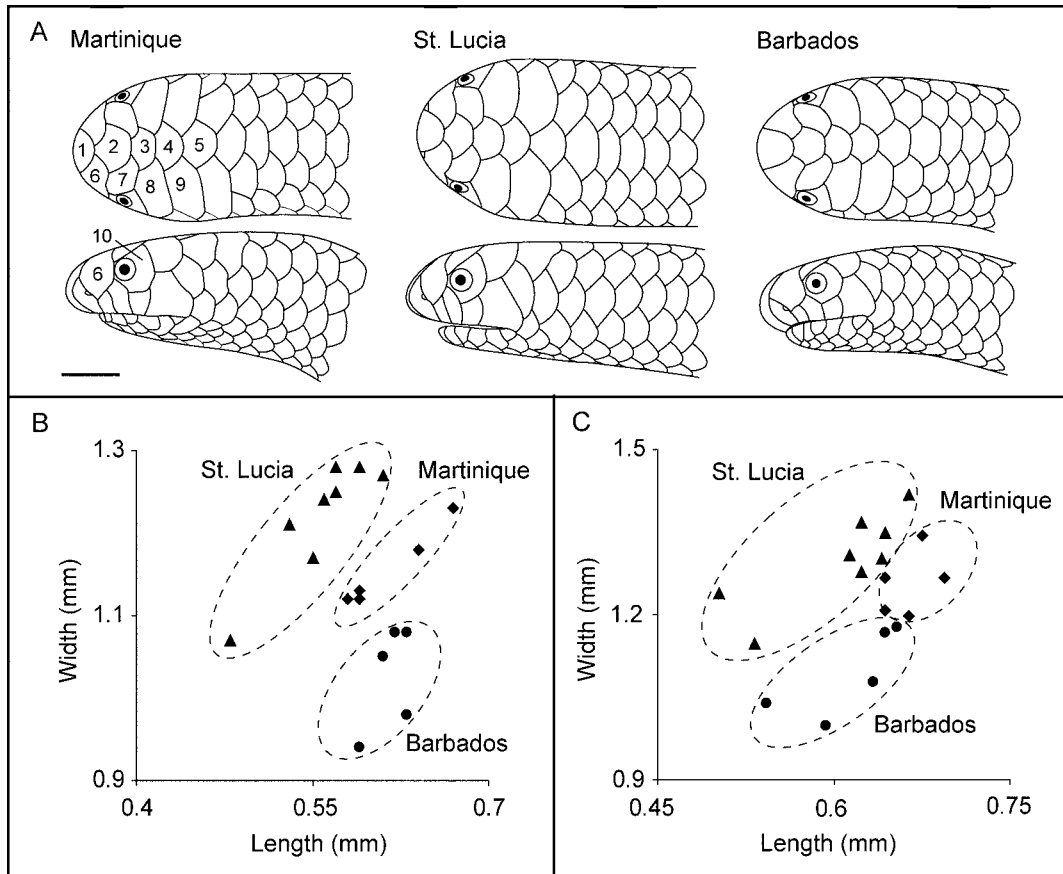 A
Martinique St. Lucia Barbados
1 2 3 4 5
6 7 8 9
10
6
B
1.3
St. Lucia
Martinique
1.1
Width (mm)
Barbados
0.9
0.4 0.55 0.7
Length (mm)
C
1.5
St. Lucia
Martinique
1.2
Width (mm)
Barbados
0.9
0.45 0.6 0.75
Length (mm)